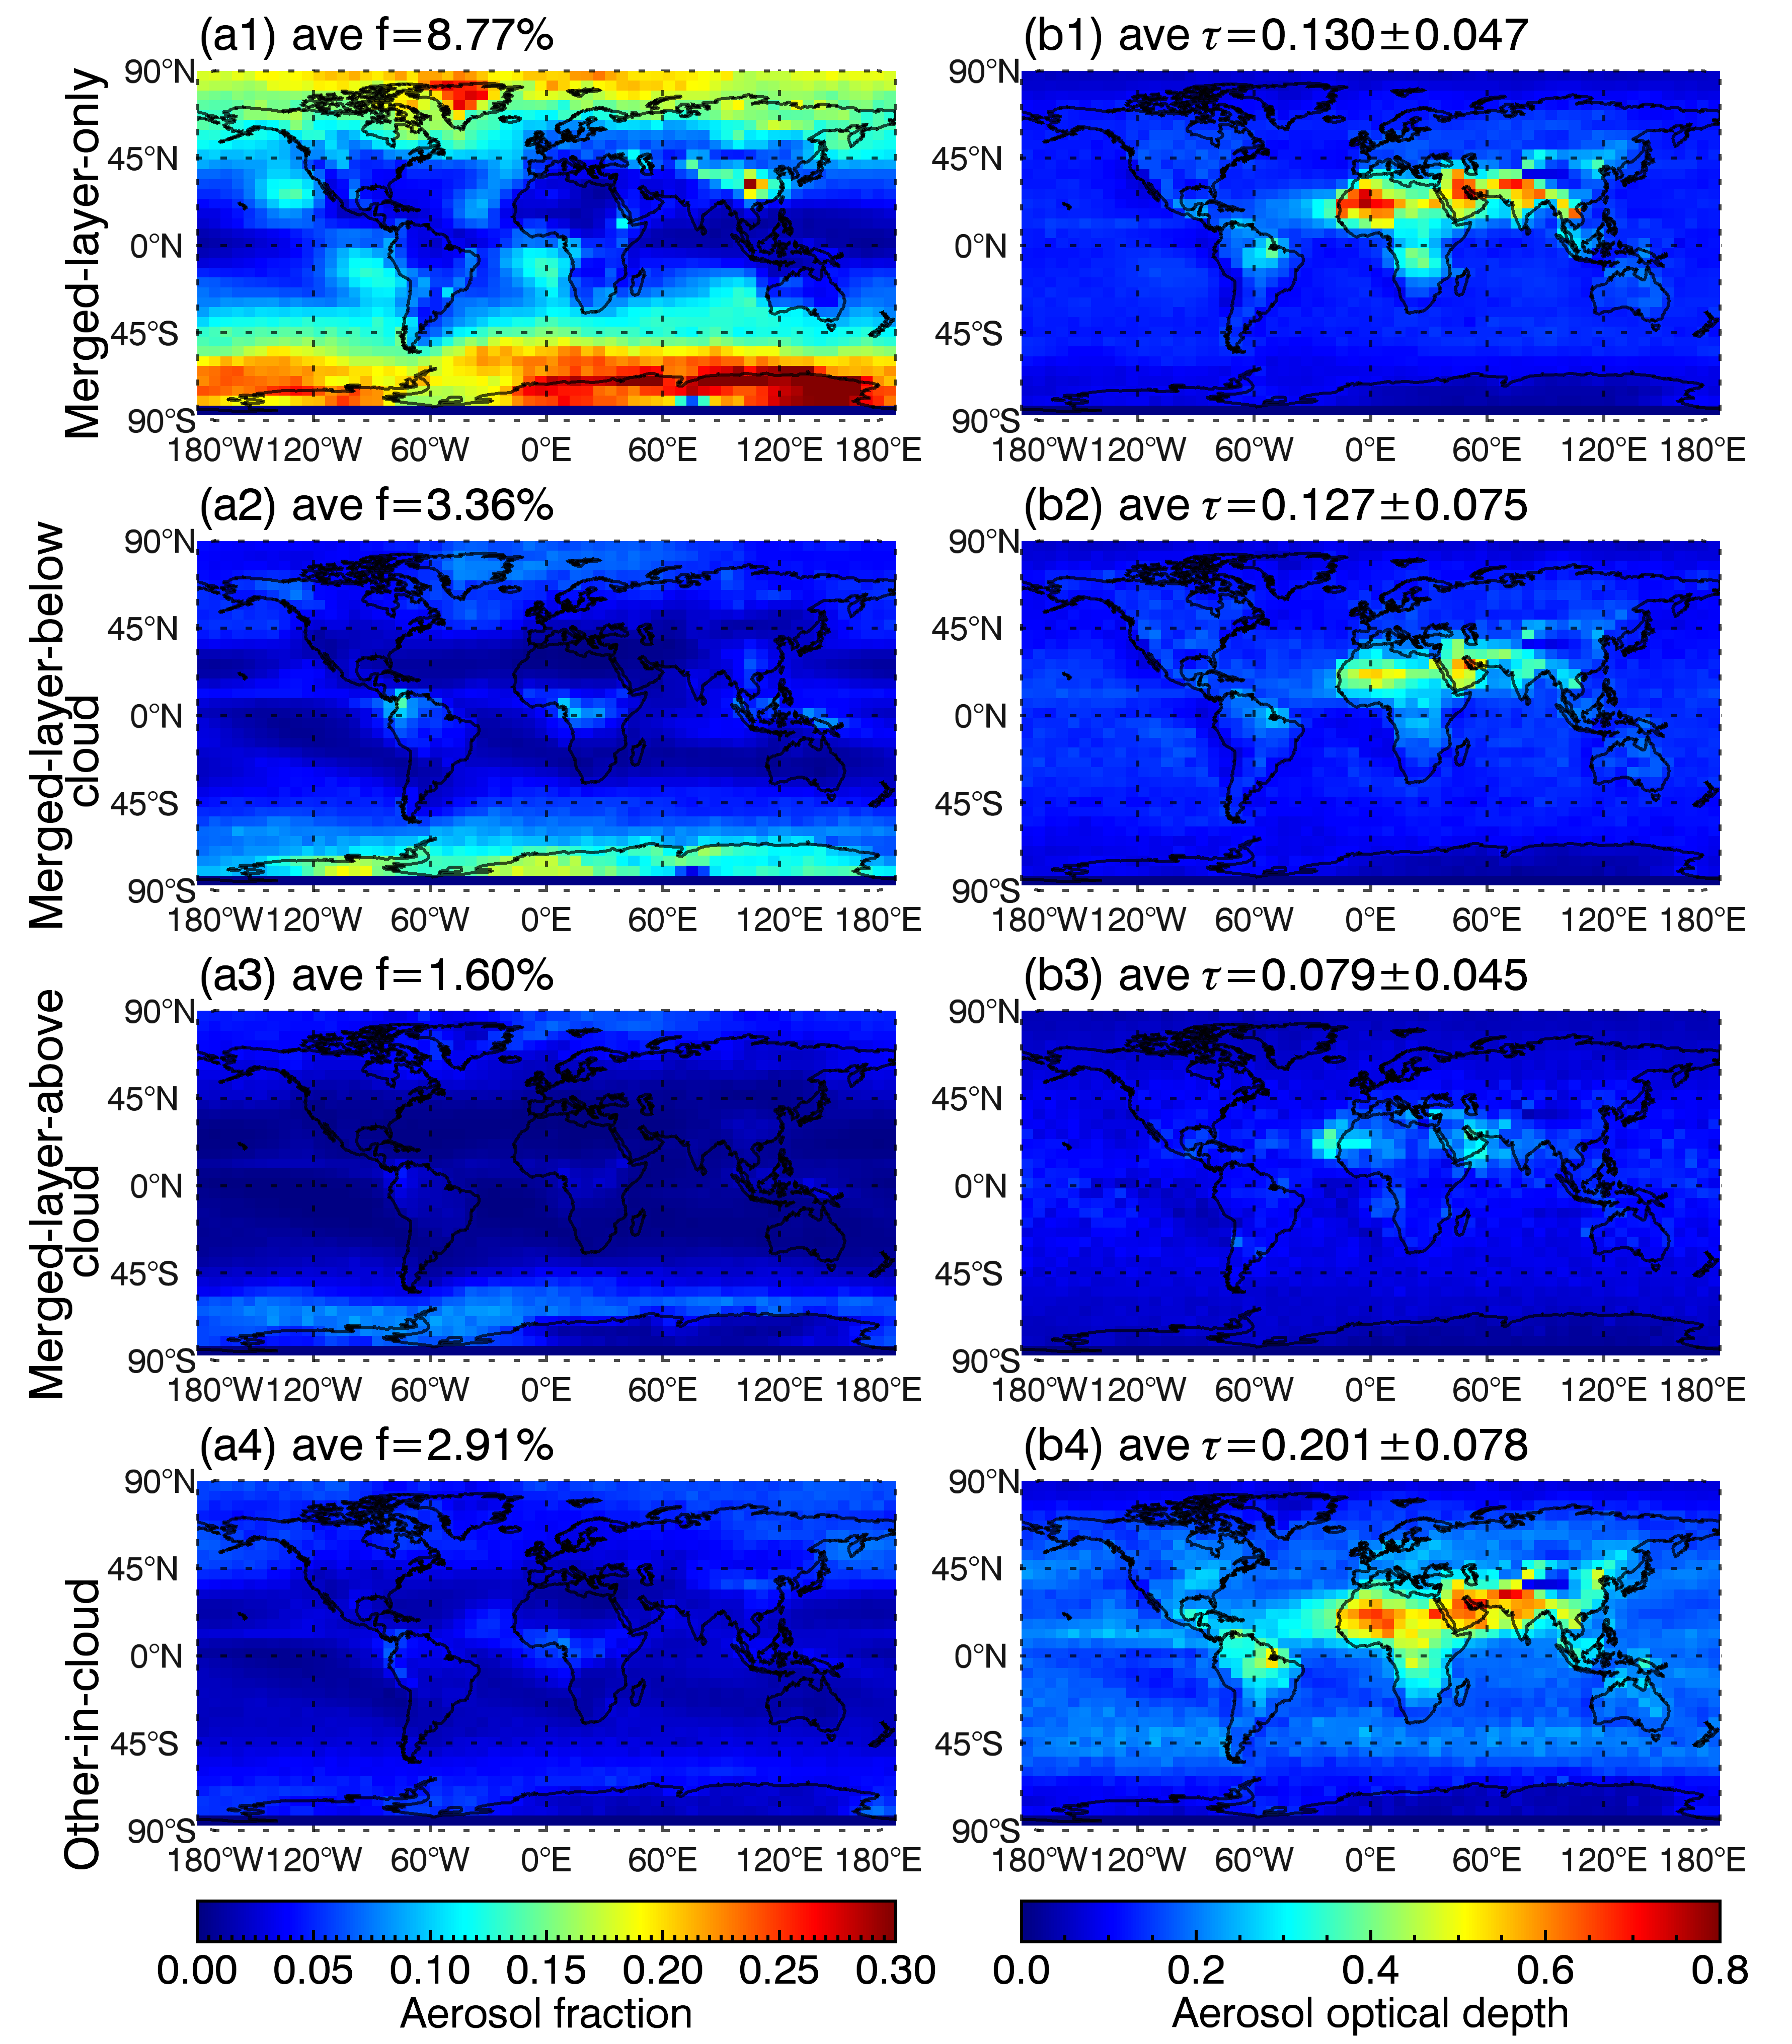 (a1) ave f=8.77%
(b1) ave τ=0.130±0.047
Merged-layer-only
90°N
45°N
0°N
45°S
90°S
180°W 120°W 60°W 0°E 60°E 120°E 180°E
90°N
45°N
0°N
45°S
90°S
180°W 120°W 60°W 0°E 60°E 120°E 180°E
(a2) ave f=3.36%
(b2) ave τ=0.127±0.075
Merged-layer-below
cloud
90°N
45°N
0°N
45°S
90°S
180°W 120°W 60°W 0°E 60°E 120°E 180°E
90°N
45°N
0°N
45°S
90°S
180°W 120°W 60°W 0°E 60°E 120°E 180°E
(a3) ave f=1.60%
(b3) ave τ=0.079±0.045
Merged-layer-above
cloud
90°N
45°N
0°N
45°S
90°S
180°W 120°W 60°W 0°E 60°E 120°E 180°E
90°N
45°N
0°N
45°S
90°S
180°W 120°W 60°W 0°E 60°E 120°E 180°E
(a4) ave f=2.91%
(b4) ave τ=0.201±0.078
Other-in-cloud
90°N
45°N
0°N
45°S
90°S
180°W 120°W 60°W 0°E 60°E 120°E 180°E
90°N
45°N
0°N
45°S
90°S
180°W 120°W 60°W 0°E 60°E 120°E 180°E
0.00 0.05 0.10 0.15 0.20 0.25 0.30
Aerosol fraction
0.0 0.2 0.4 0.6 0.8
Aerosol optical depth